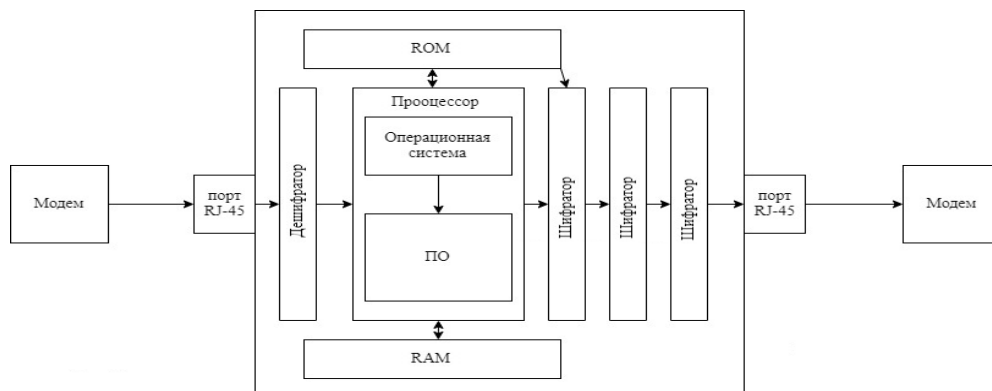 ROM
Прооцессор
Операционная
система
ПО
Дешифратор
Шифратор
Шифратор
Шифратор
Модем
порт
RJ-45
порт
RJ-45
Модем
RAM